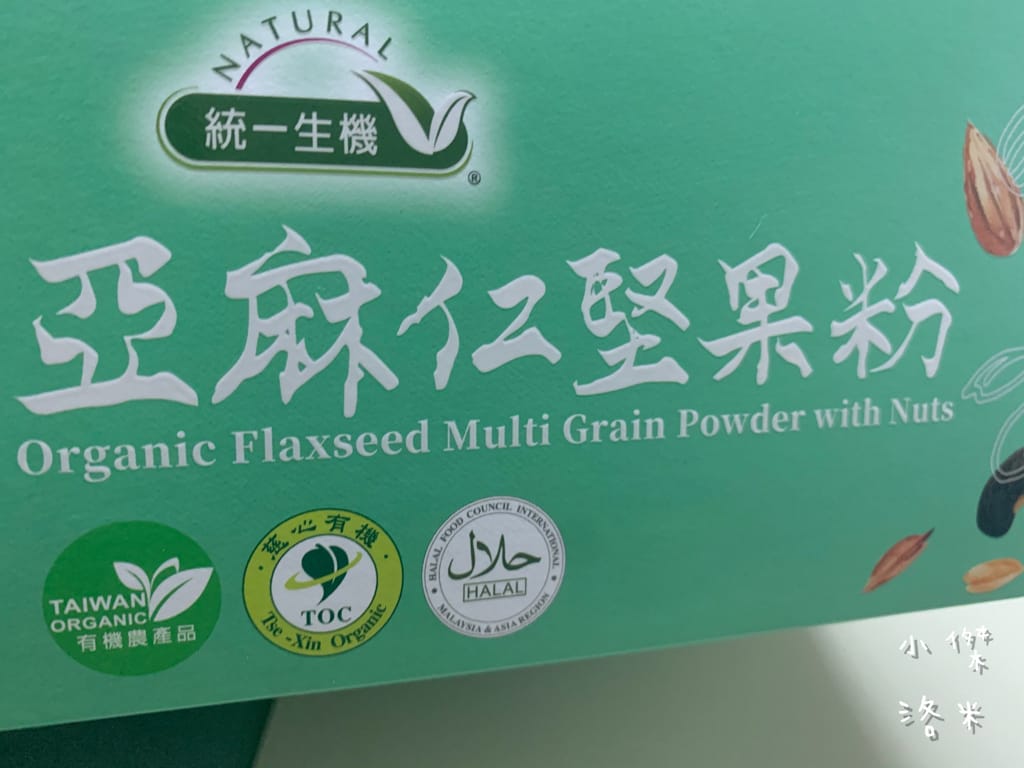 NATURAL
統一生機
®
亞麻仁堅果粉
Organic Flaxseed Multi Grain Powder with Nuts
TAIWAN
ORGANIC
有機農產品
慈心有機
TOC
Tse-Xin Organic
HALAL FOOD COUNCIL INTERNATIONAL
حلال
HALAL
MALAYSIA & ASIA REGION
小傑
洛米